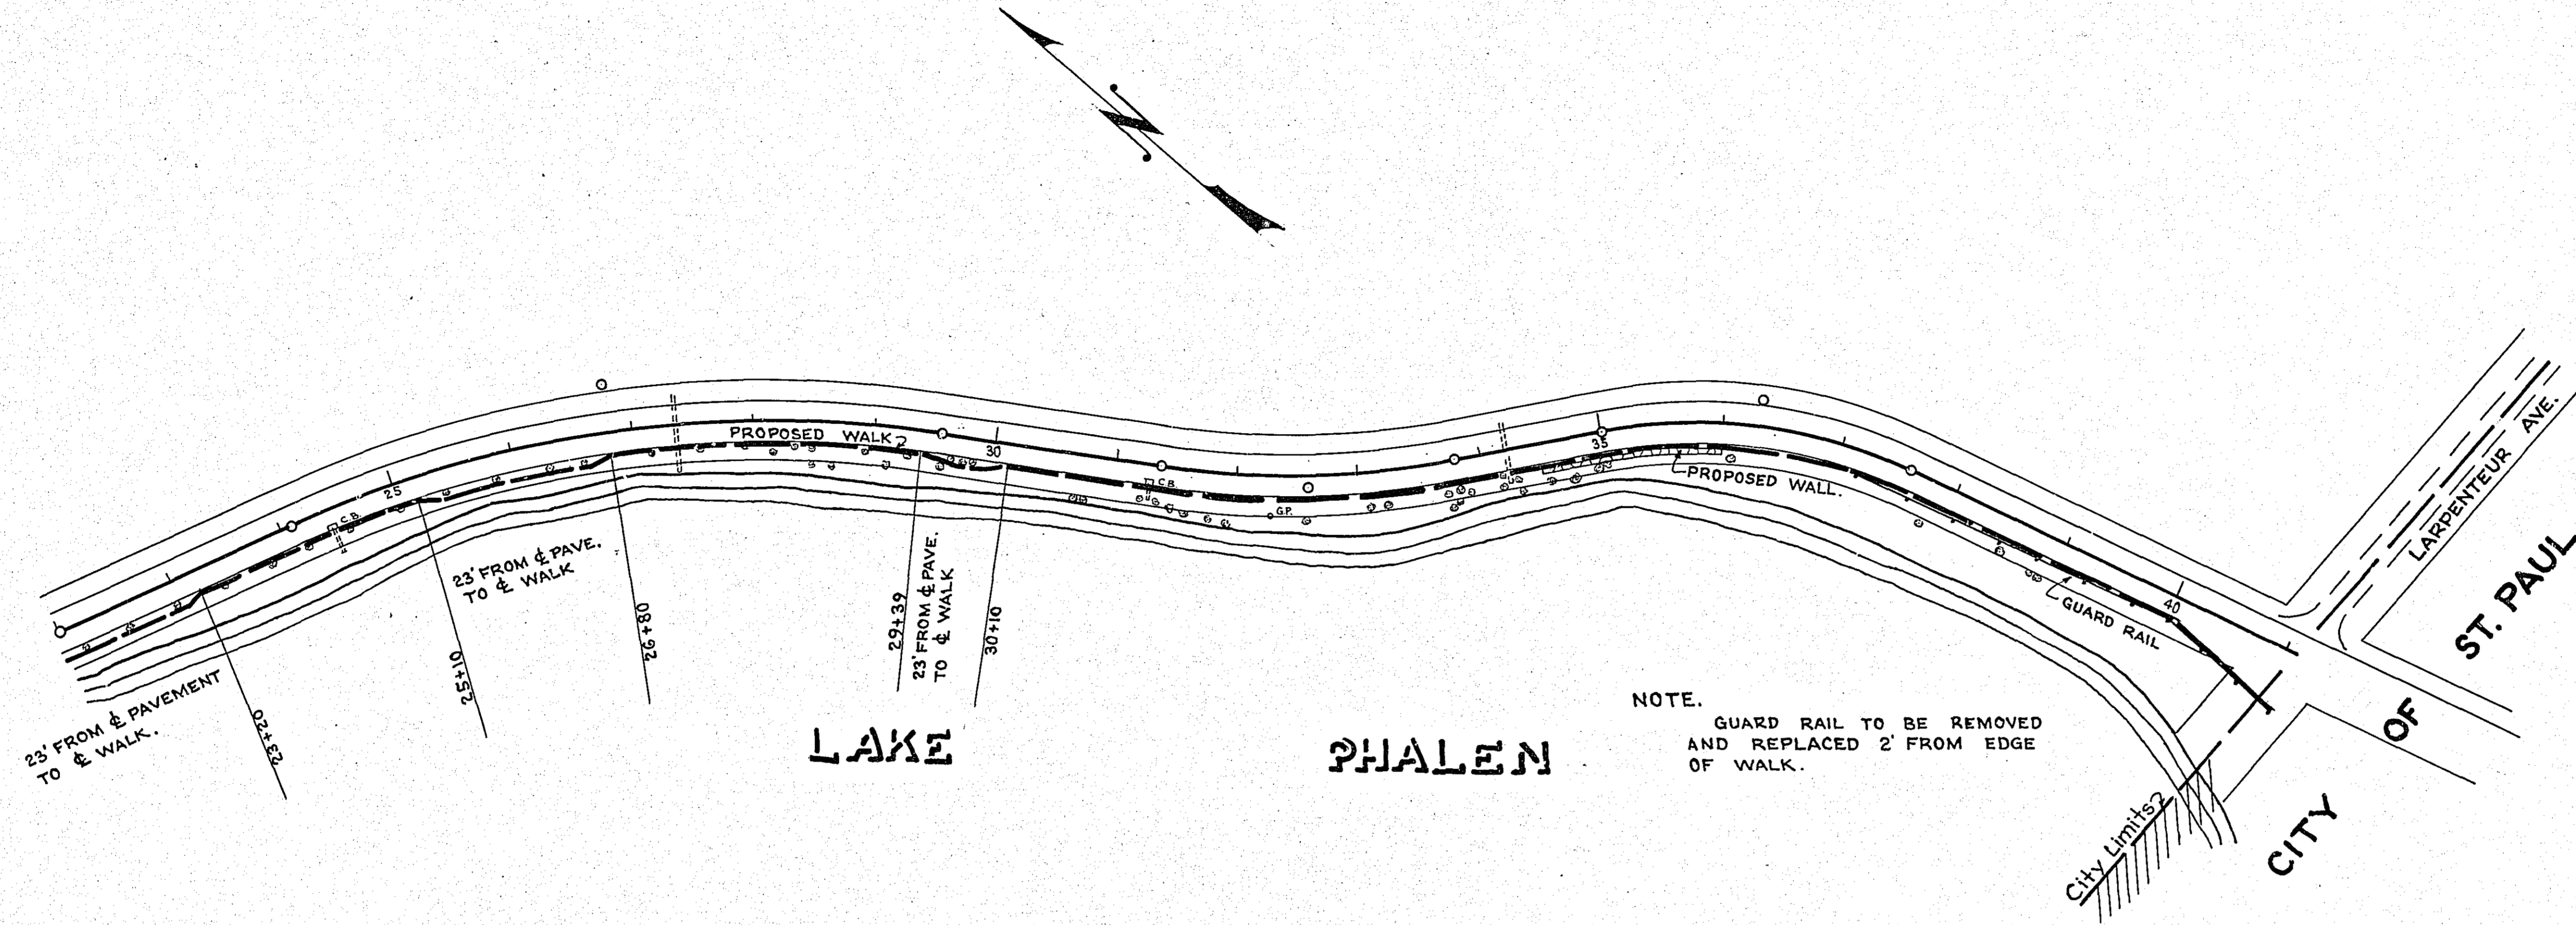 N
PROPOSED WALK
25
30
35
40
C.B.
C.B.
G.P.
PROPOSED WALL.
GUARD RAIL
LARPENTEUR AVE.
23' FROM ℄ PAVEMENT
TO ℄ WALK.
23+20
25+10
23' FROM ℄ PAVE.
TO ℄ WALK
26+80
29+39
23' FROM ℄ PAVE.
TO ℄ WALK
30+10
LAKE PHALEN
NOTE.
GUARD RAIL TO BE REMOVED
AND REPLACED 2' FROM EDGE
OF WALK.
City Limits
CITY OF ST. PAUL